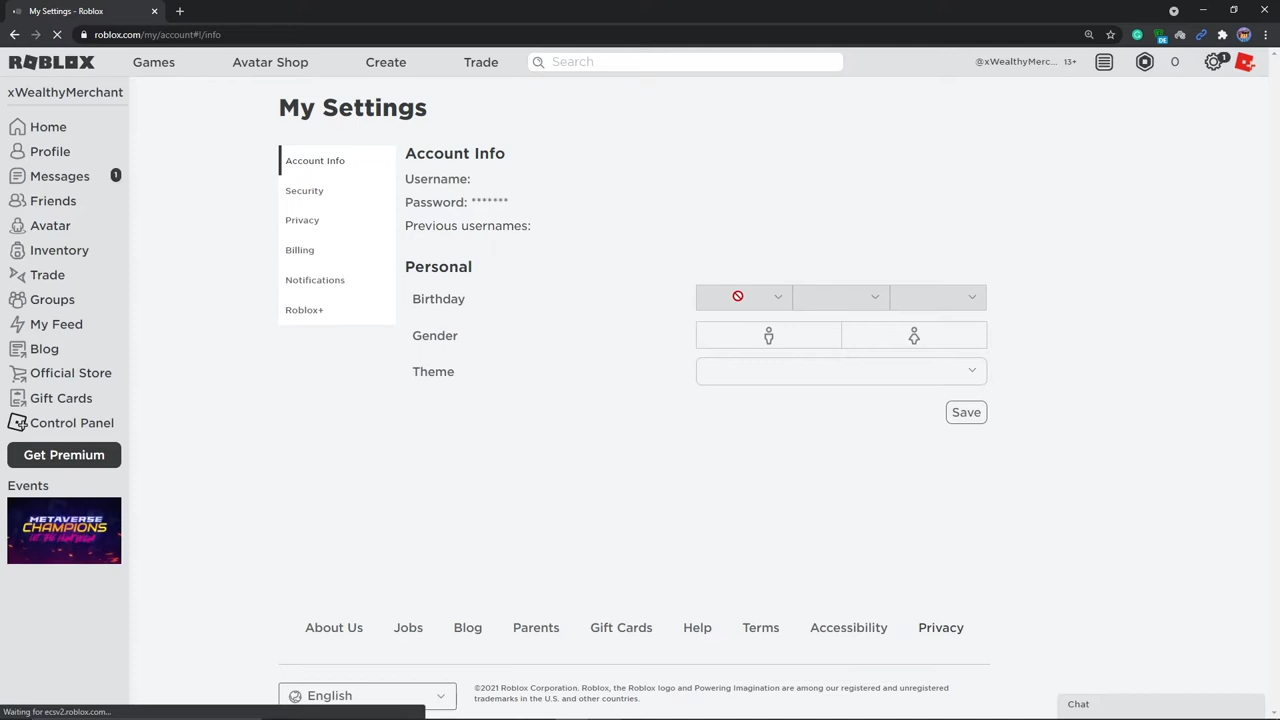 My Settings - Roblox
roblox.com/my/account#!/info
ROBLOX
Games
Avatar Shop
Create
Trade
Search
@xWealthyMerc...
13+
0
1
xWealthyMerchant
Home
Profile
Messages
1
Friends
Avatar
Inventory
Trade
Groups
My Feed
Blog
Official Store
Gift Cards
Control Panel
Get Premium
Events
METAVERSE
CHAMPIONS
My Settings
Account Info
Security
Privacy
Billing
Notifications
Roblox+
Account Info
Username:
Password: *******
Previous usernames:
Personal
Birthday
Gender
Theme
Save
About Us
Jobs
Blog
Parents
Gift Cards
Help
Terms
Accessibility
Privacy
English
©2021 Roblox Corporation. Roblox, the Roblox logo and Powering Imagination are among our registered and unregistered
trademarks in the U.S. and other countries.
Chat
Waiting for ecsv2.roblox.com...